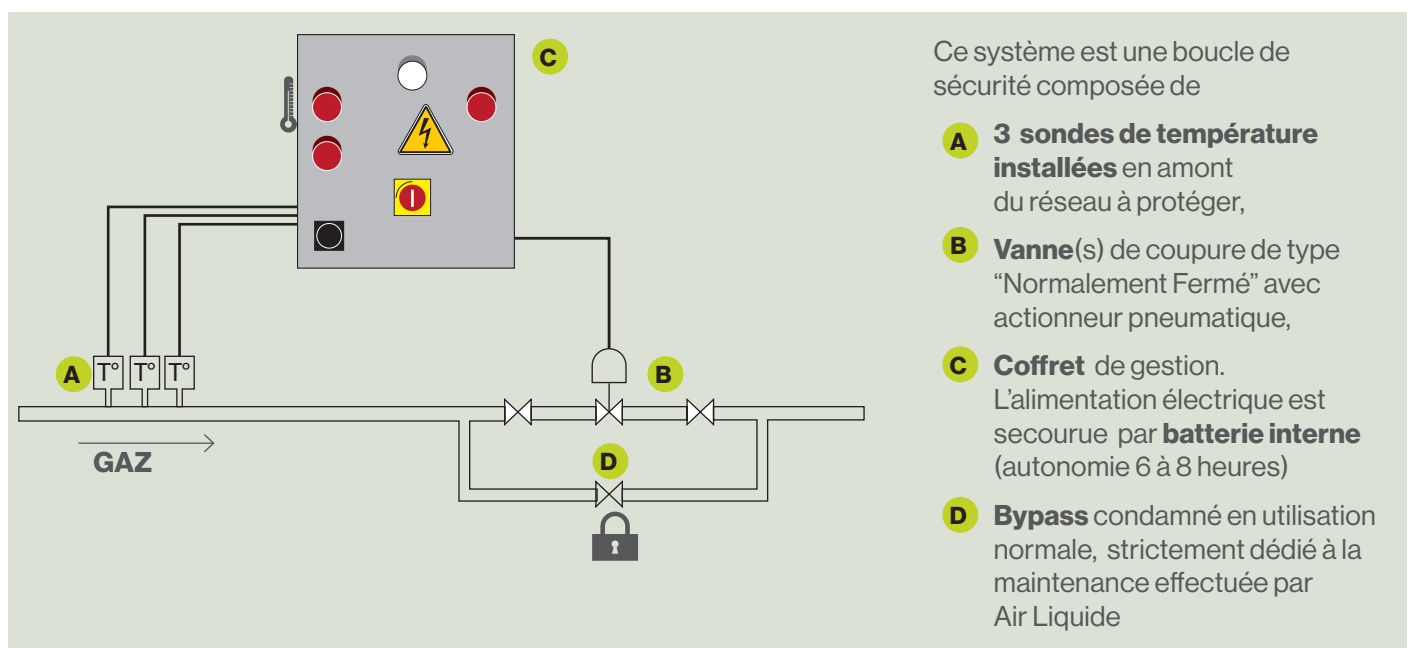 C
A
T°
T°
T°
B
GAZ
D
Ce système est une boucle de
sécurité composée de
A 3 sondes de température
installées en amont
du réseau à protéger,
B Vanne(s) de coupure de type
“Normalement Fermé” avec
actionneur pneumatique,
C Coffret de gestion.
L’alimentation électrique est
secourue par batterie interne
(autonomie 6 à 8 heures)
D Bypass condamné en utilisation
normale, strictement dédié à la
maintenance effectuée par
Air Liquide